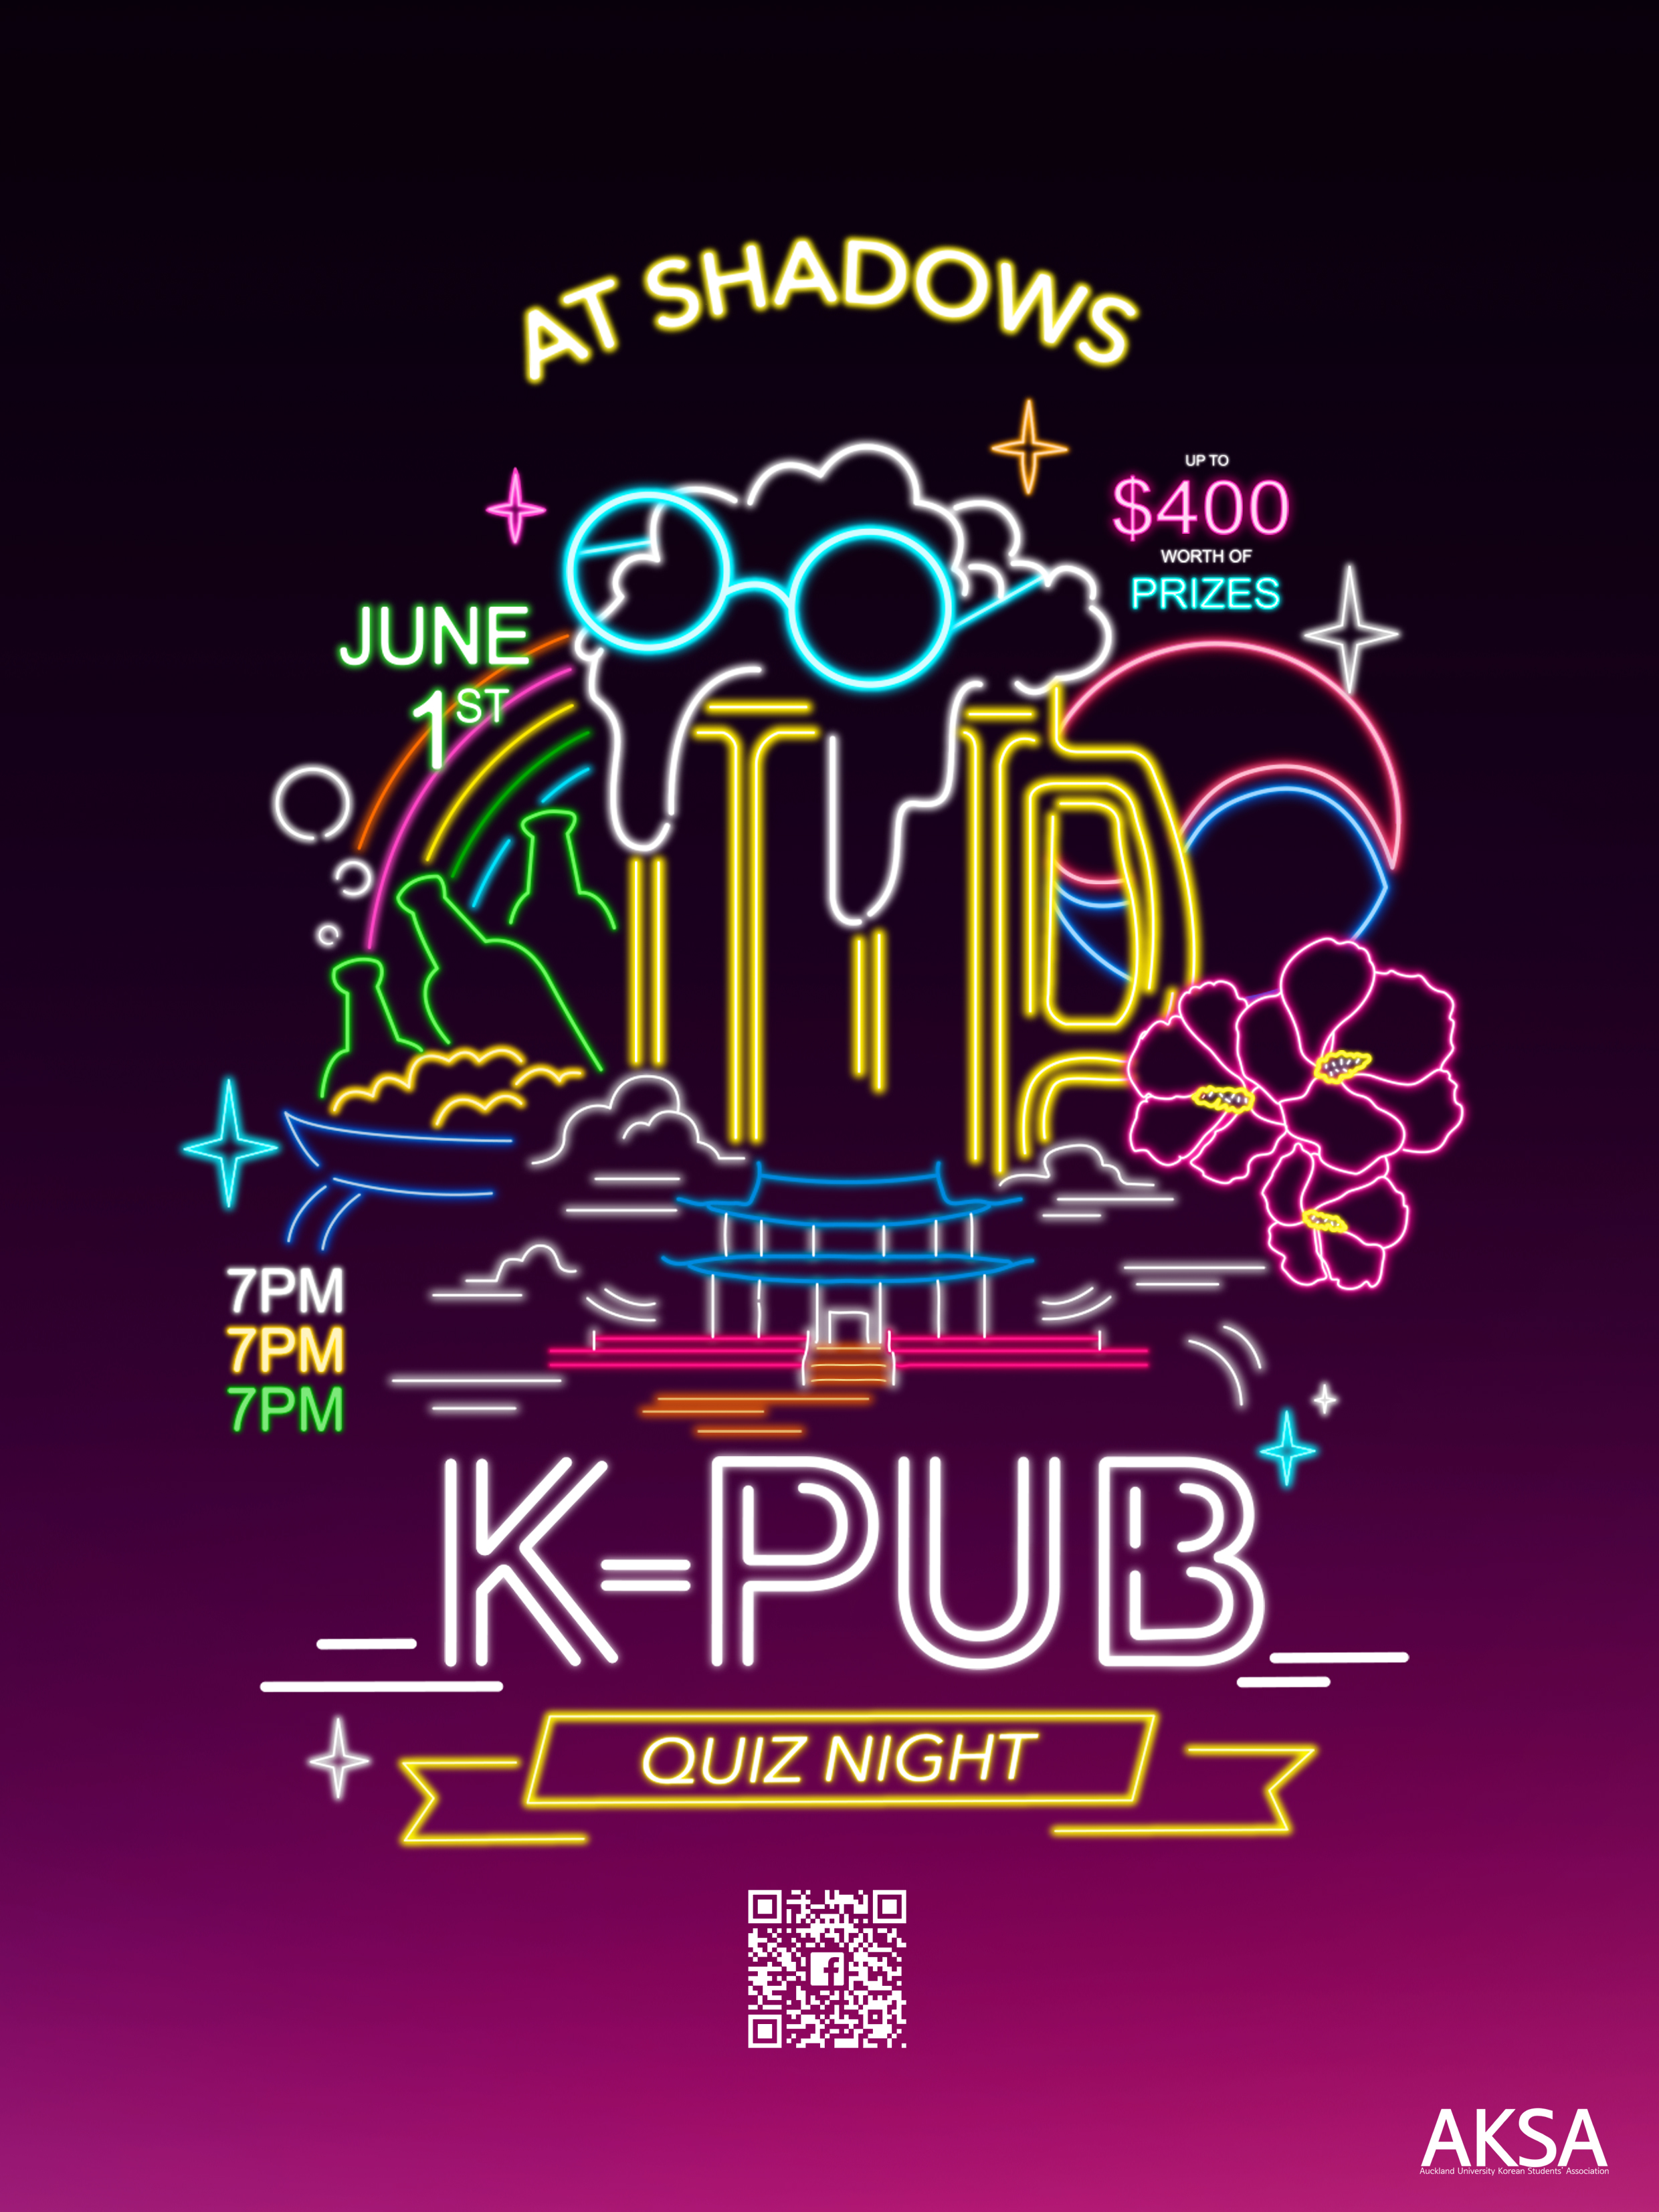 AT SHADOWS
UP TO
$400
WORTH OF
PRIZES
JUNE
1ST
7PM
7PM
7PM
K-PUB
QUIZ NIGHT
f
AKSA
Auckland University Korean Students' Association